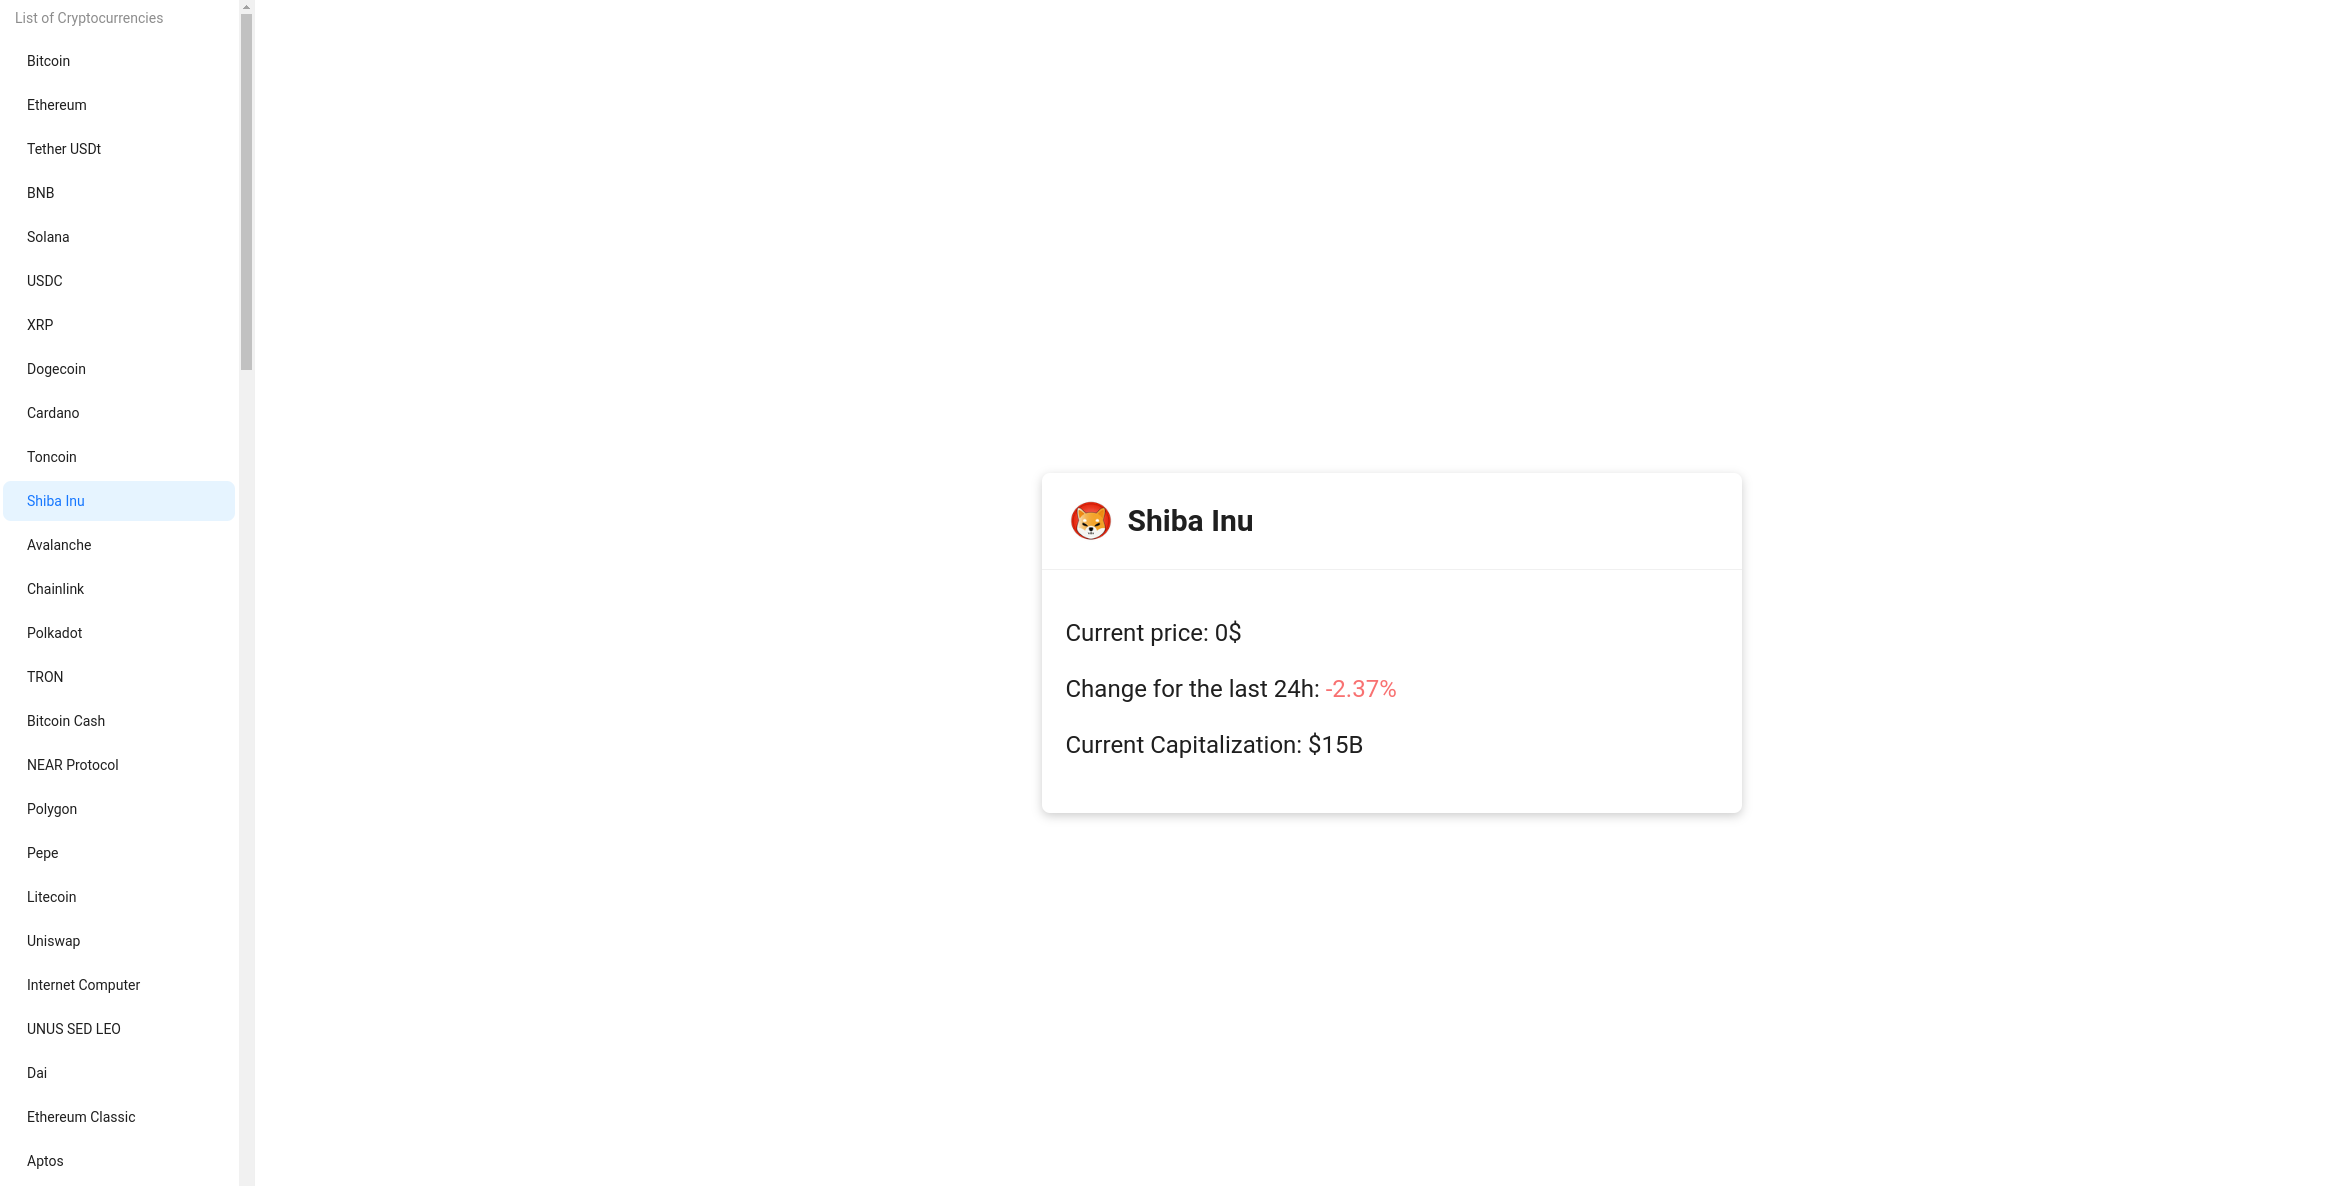 List of Cryptocurrencies
Bitcoin
Ethereum
Tether USDt
BNB
Solana
USDC
XRP
Dogecoin
Cardano
Toncoin
Shiba Inu
Avalanche
Chainlink
Polkadot
TRON
Bitcoin Cash
NEAR Protocol
Polygon
Pepe
Litecoin
Uniswap
Internet Computer
UNUS SED LEO
Dai
Ethereum Classic
Aptos
Shiba Inu
Current price: 0$
Change for the last 24h: -2.37%
Current Capitalization: $15B